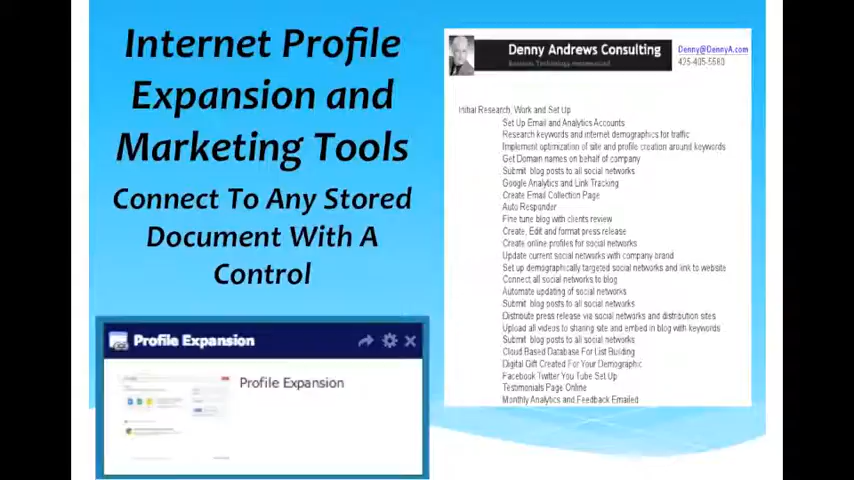 Internet Profile
Expansion and
Marketing Tools
Connect To Any Stored
Document With A
Control
Profile Expansion
Profile Expansion
Denny Andrews Consulting
Denny@DennyA.com
425-405-5580
Initial Research, Work and Set Up
Set Up Email and Analytics Accounts
Research keywords and internet demographics for traffic
Implement optimization of site and profile creation around keywords
Get Domain names on behalf of company
Submit blog posts to all social networks
Google Analytics and Link Tracking
Create Email Collection Page
Auto Responder
Fine tune blog with clients review
Create, Edit and format press release
Create online profiles for social networks
Update current social networks with company brand
Set up demographically targeted social networks and link to website
Connect all social networks to blog
Automate updating of social networks
Submit blog posts to all social networks
Distribute press release via social networks and distribution sites
Upload all videos to sharing site and embed in blog with keywords
Submit blog posts to all social networks
Cloud Based Database For List Building
Digital Gift Created For Your Demographic
Facebook Twitter You Tube Set Up
Testimonials Page Online
Monthly Analytics and Feedback Emailed